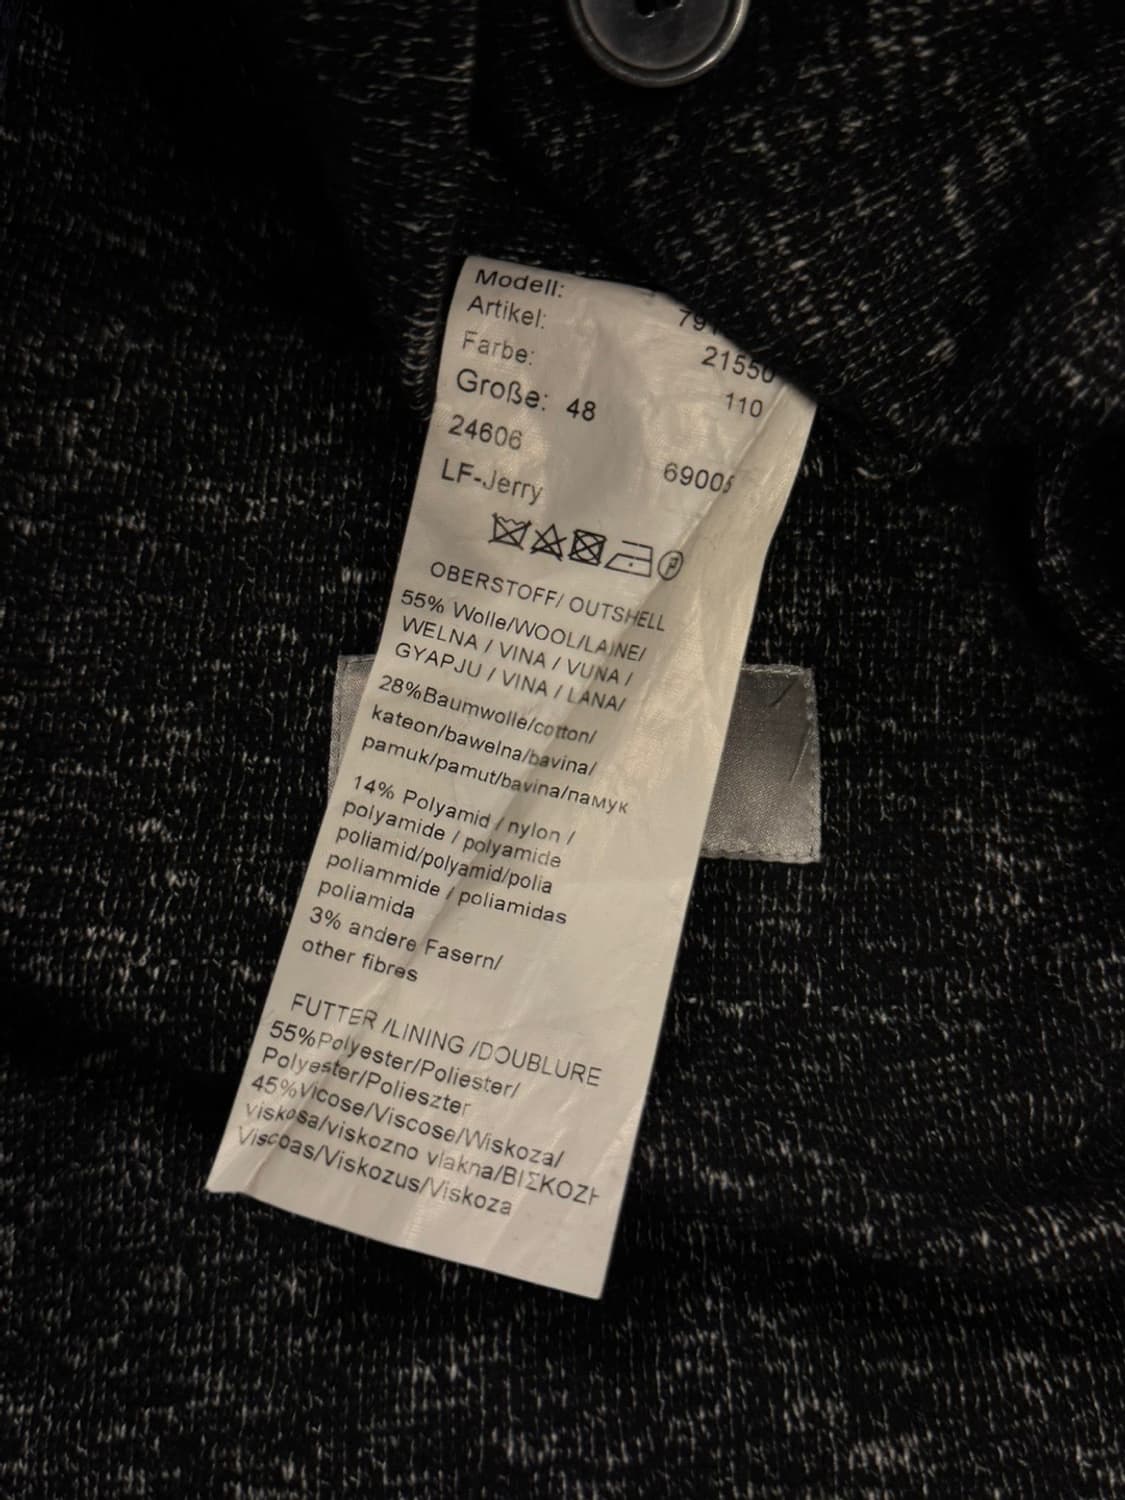 Modell:
Artikel:
Farbe: 21550
Große: 48 110
24606
LF-Jerry
OBERSTOFF/ OUTSHELL
55% Wolle/WOOL/LAINE/
WELNA / VINA / VUNA /
GYAPJU / VINA / LANA/
28%Baumwolle/cotton/
kateon/bawelna/bavina/
pamuk/pamut/bavina/памук
14% Polyamid / nylon /
polyamide / polyamide
poliamid/polyamid/polia
poliammide / poliamidas
poliamida
3% andere Fasern/
other fibres
FUTTER /LINING /DOUBLURE
55%Polyester/Poliester/
Polyester/Polieszter
45%Vicose/Viscose/Wiskoza/
viskosa/viskozno vlakna/ΒΙΣΚΟΖ
Viscoas/Viskozus/Viskoza